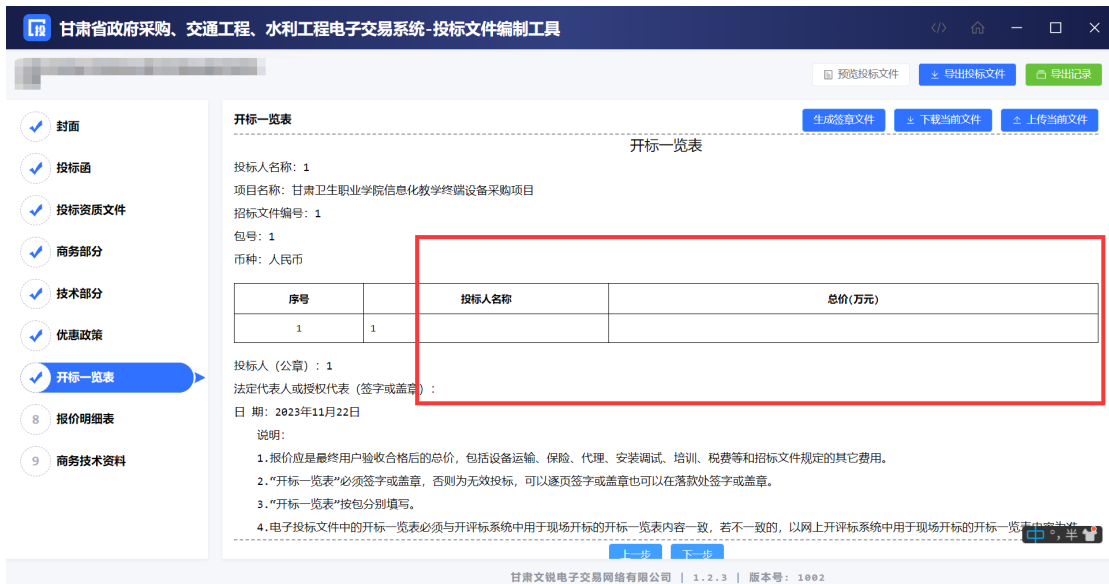 投 甘肃省政府采购、交通工程、水利工程电子交易系统-投标文件编制工具
预览投标文件 导出投标文件 导出记录
封面
投标函
投标资质文件
商务部分
技术部分
优惠政策
开标一览表
8 报价明细表
9 商务技术资料
开标一览表 生成签章文件 下载当前文件 上传当前文件
开标一览表
投标人名称: 1
项目名称: 甘肃卫生职业学院信息化教学终端设备采购项目
招标文件编号: 1
包号: 1
币种: 人民币
序号 投标人名称 总价(万元)
1 1
投标人（公章）: 1
法定代表人或授权代表（签字或盖章）:
日 期: 2023年11月22日
说明:
1.报价应是最终用户验收合格后的总价，包括设备运输、保险、代理、安装调试、培训、税费等和招标文件规定的其它费用。
2.“开标一览表”必须签字或盖章，否则为无效投标，可以逐页签字或盖章也可以在落款处签字或盖章。
3.“开标一览表”按包分别填写。
4.电子投标文件中的开标一览表必须与开评标系统中用于现场开标的开标一览表内容一致，若不一致的，以网上开评标系统中用于现场开标的开标一览表内容为准
中 °, 半
上一步 下一步
甘肃文锐电子交易网络有限公司 | 1.2.3 | 版本号: 1002